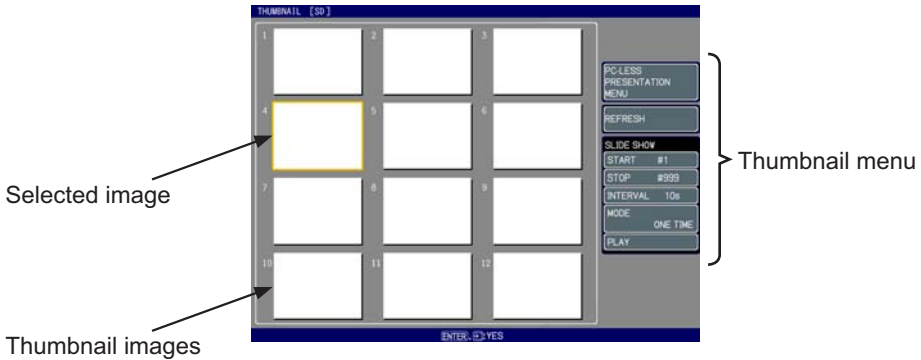 THUMBNAIL [SD]
1 2 3
4 5 6
7 8 9
10 11 12
PC-LESS
PRESENTATION
MENU
REFRESH
SLIDE SHOW
START #1
STOP #999
INTERVAL 10s
MODE
ONE TIME
PLAY
ENTER, :YES
Selected image
Thumbnail images
Thumbnail menu